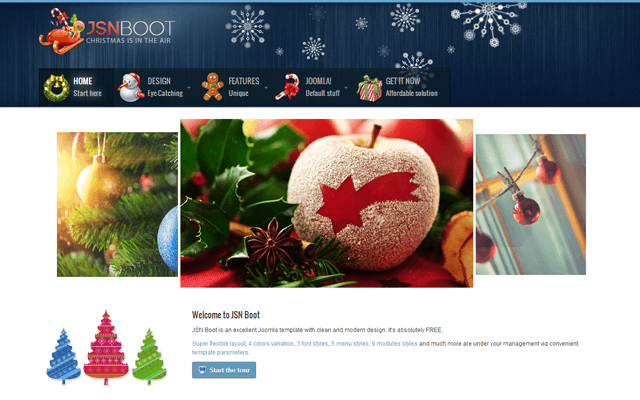 JSNBOOT
CHRISTMAS IS IN THE AIR
HOME
Start here
DESIGN
Eye Catching
FEATURES
Unique
JOOMLA!
Default stuff
GET IT NOW
Affordable solution
Welcome to JSN Boot
JSN Boot is an excellent Joomla template with clean and modern design. It's absolutely FREE.
Super flexible layout, 4 colors variation, 3 font styles, 5 menu styles, 9 modules styles and much more are under your management via convenient
template parameters.
Start the tour